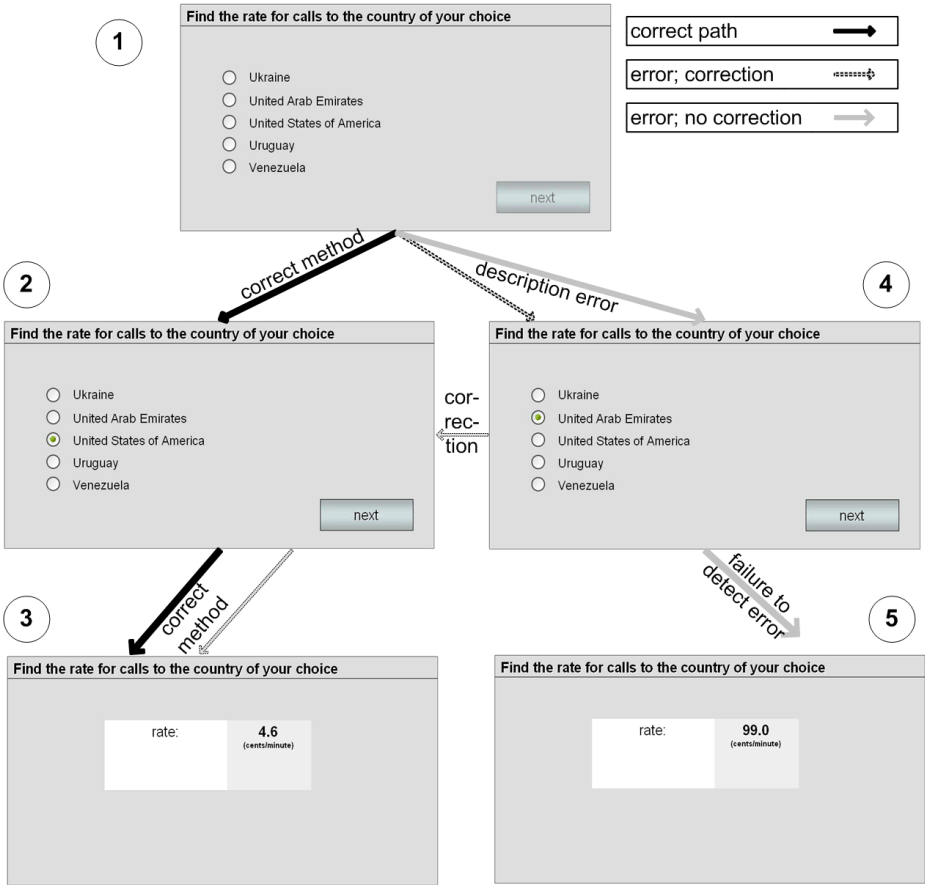 1
Find the rate for calls to the country of your choice
Ukraine
United Arab Emirates
United States of America
Uruguay
Venezuela
next
correct path
error; correction
error; no correction
correct method
description error
2
Find the rate for calls to the country of your choice
Ukraine
United Arab Emirates
United States of America
Uruguay
Venezuela
next
cor-
rec-
tion
4
Find the rate for calls to the country of your choice
Ukraine
United Arab Emirates
United States of America
Uruguay
Venezuela
next
correct
method
failure to
detect error
3
Find the rate for calls to the country of your choice
rate:
4.6
(cents/minute)
5
Find the rate for calls to the country of your choice
rate:
99.0
(cents/minute)